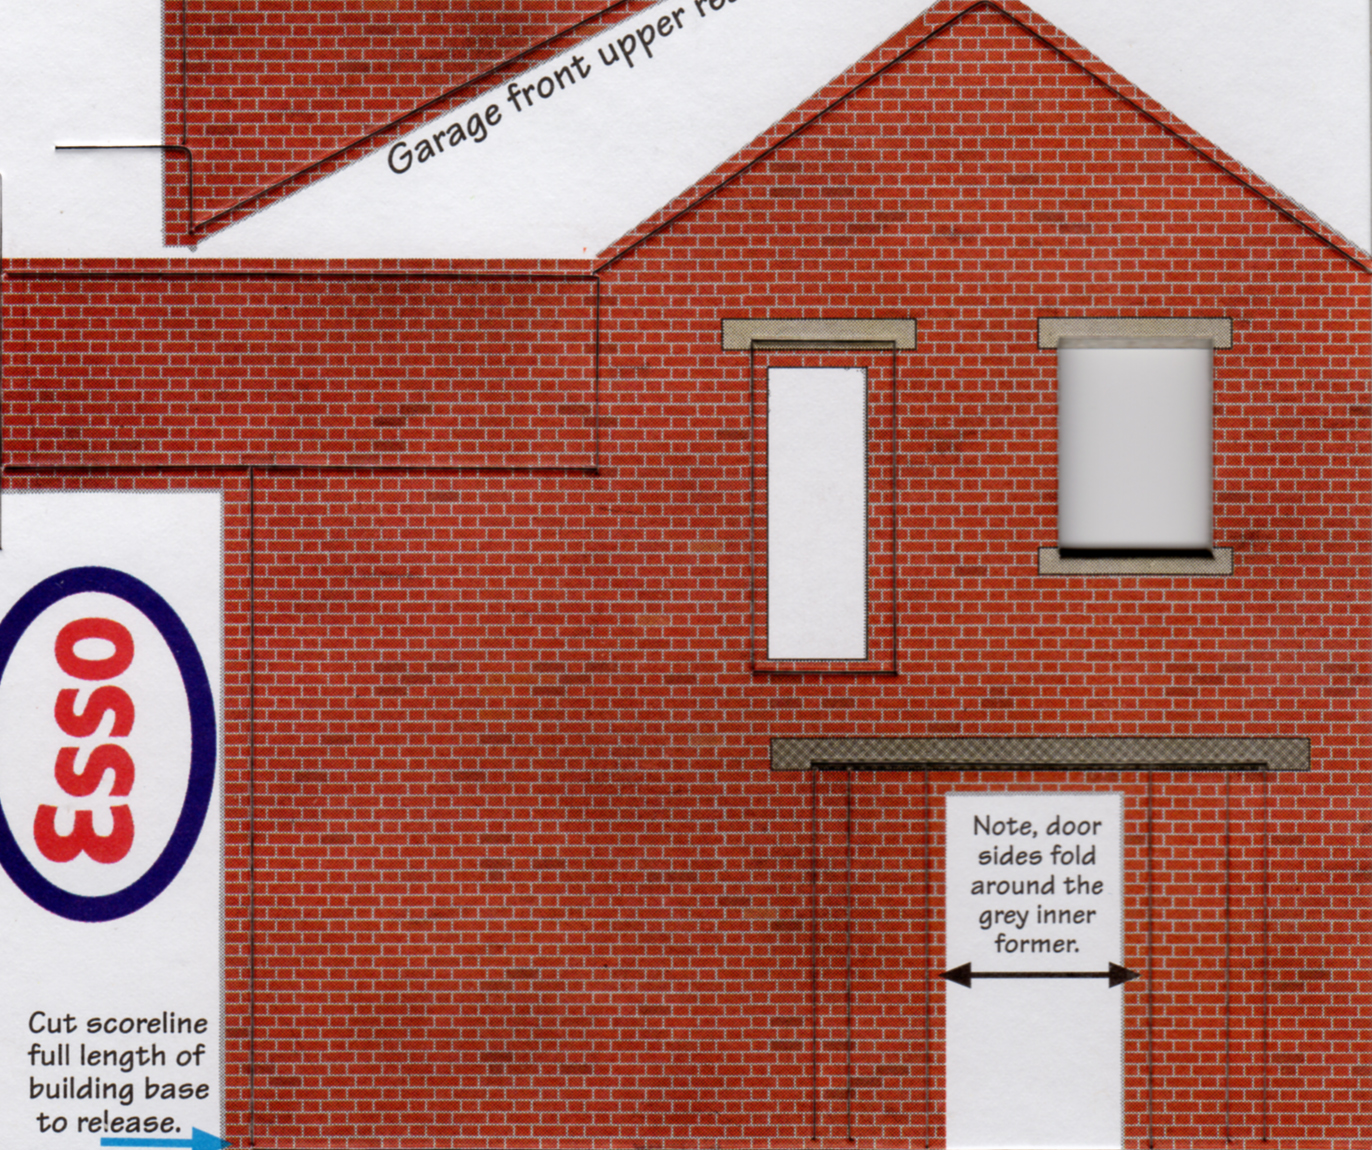 Garage front upper
Esso
Note, door
sides fold
around the
grey inner
former.
Cut scoreline
full length of
building base
to release.